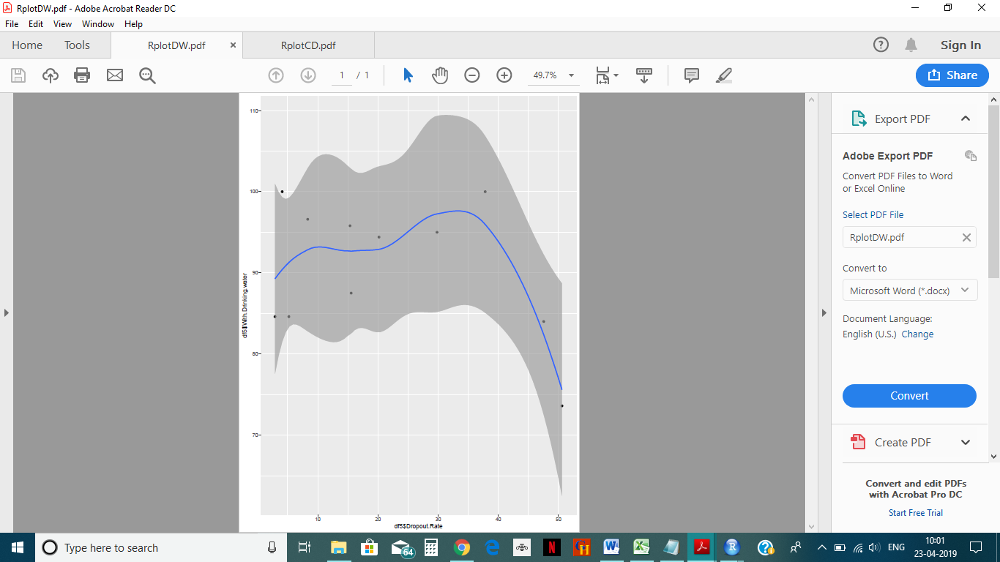 RplotDW.pdf - Adobe Acrobat Reader DC
File Edit View Window Help
Home Tools RplotDW.pdf × RplotCD.pdf Sign In
1 / 1 49.7% Share
110
100
90
80
70
df5$With.Drinking.water
10 20 30 40 50
df5$Dropout.Rate
Export PDF
Adobe Export PDF
Convert PDF Files to Word
or Excel Online
Select PDF File
RplotDW.pdf
Convert to
Microsoft Word (*.docx)
Document Language:
English (U.S.) Change
Convert
Create PDF
Convert and edit PDFs
with Acrobat Pro DC
Start Free Trial
Type here to search 64 ENG 10:01
23-04-2019